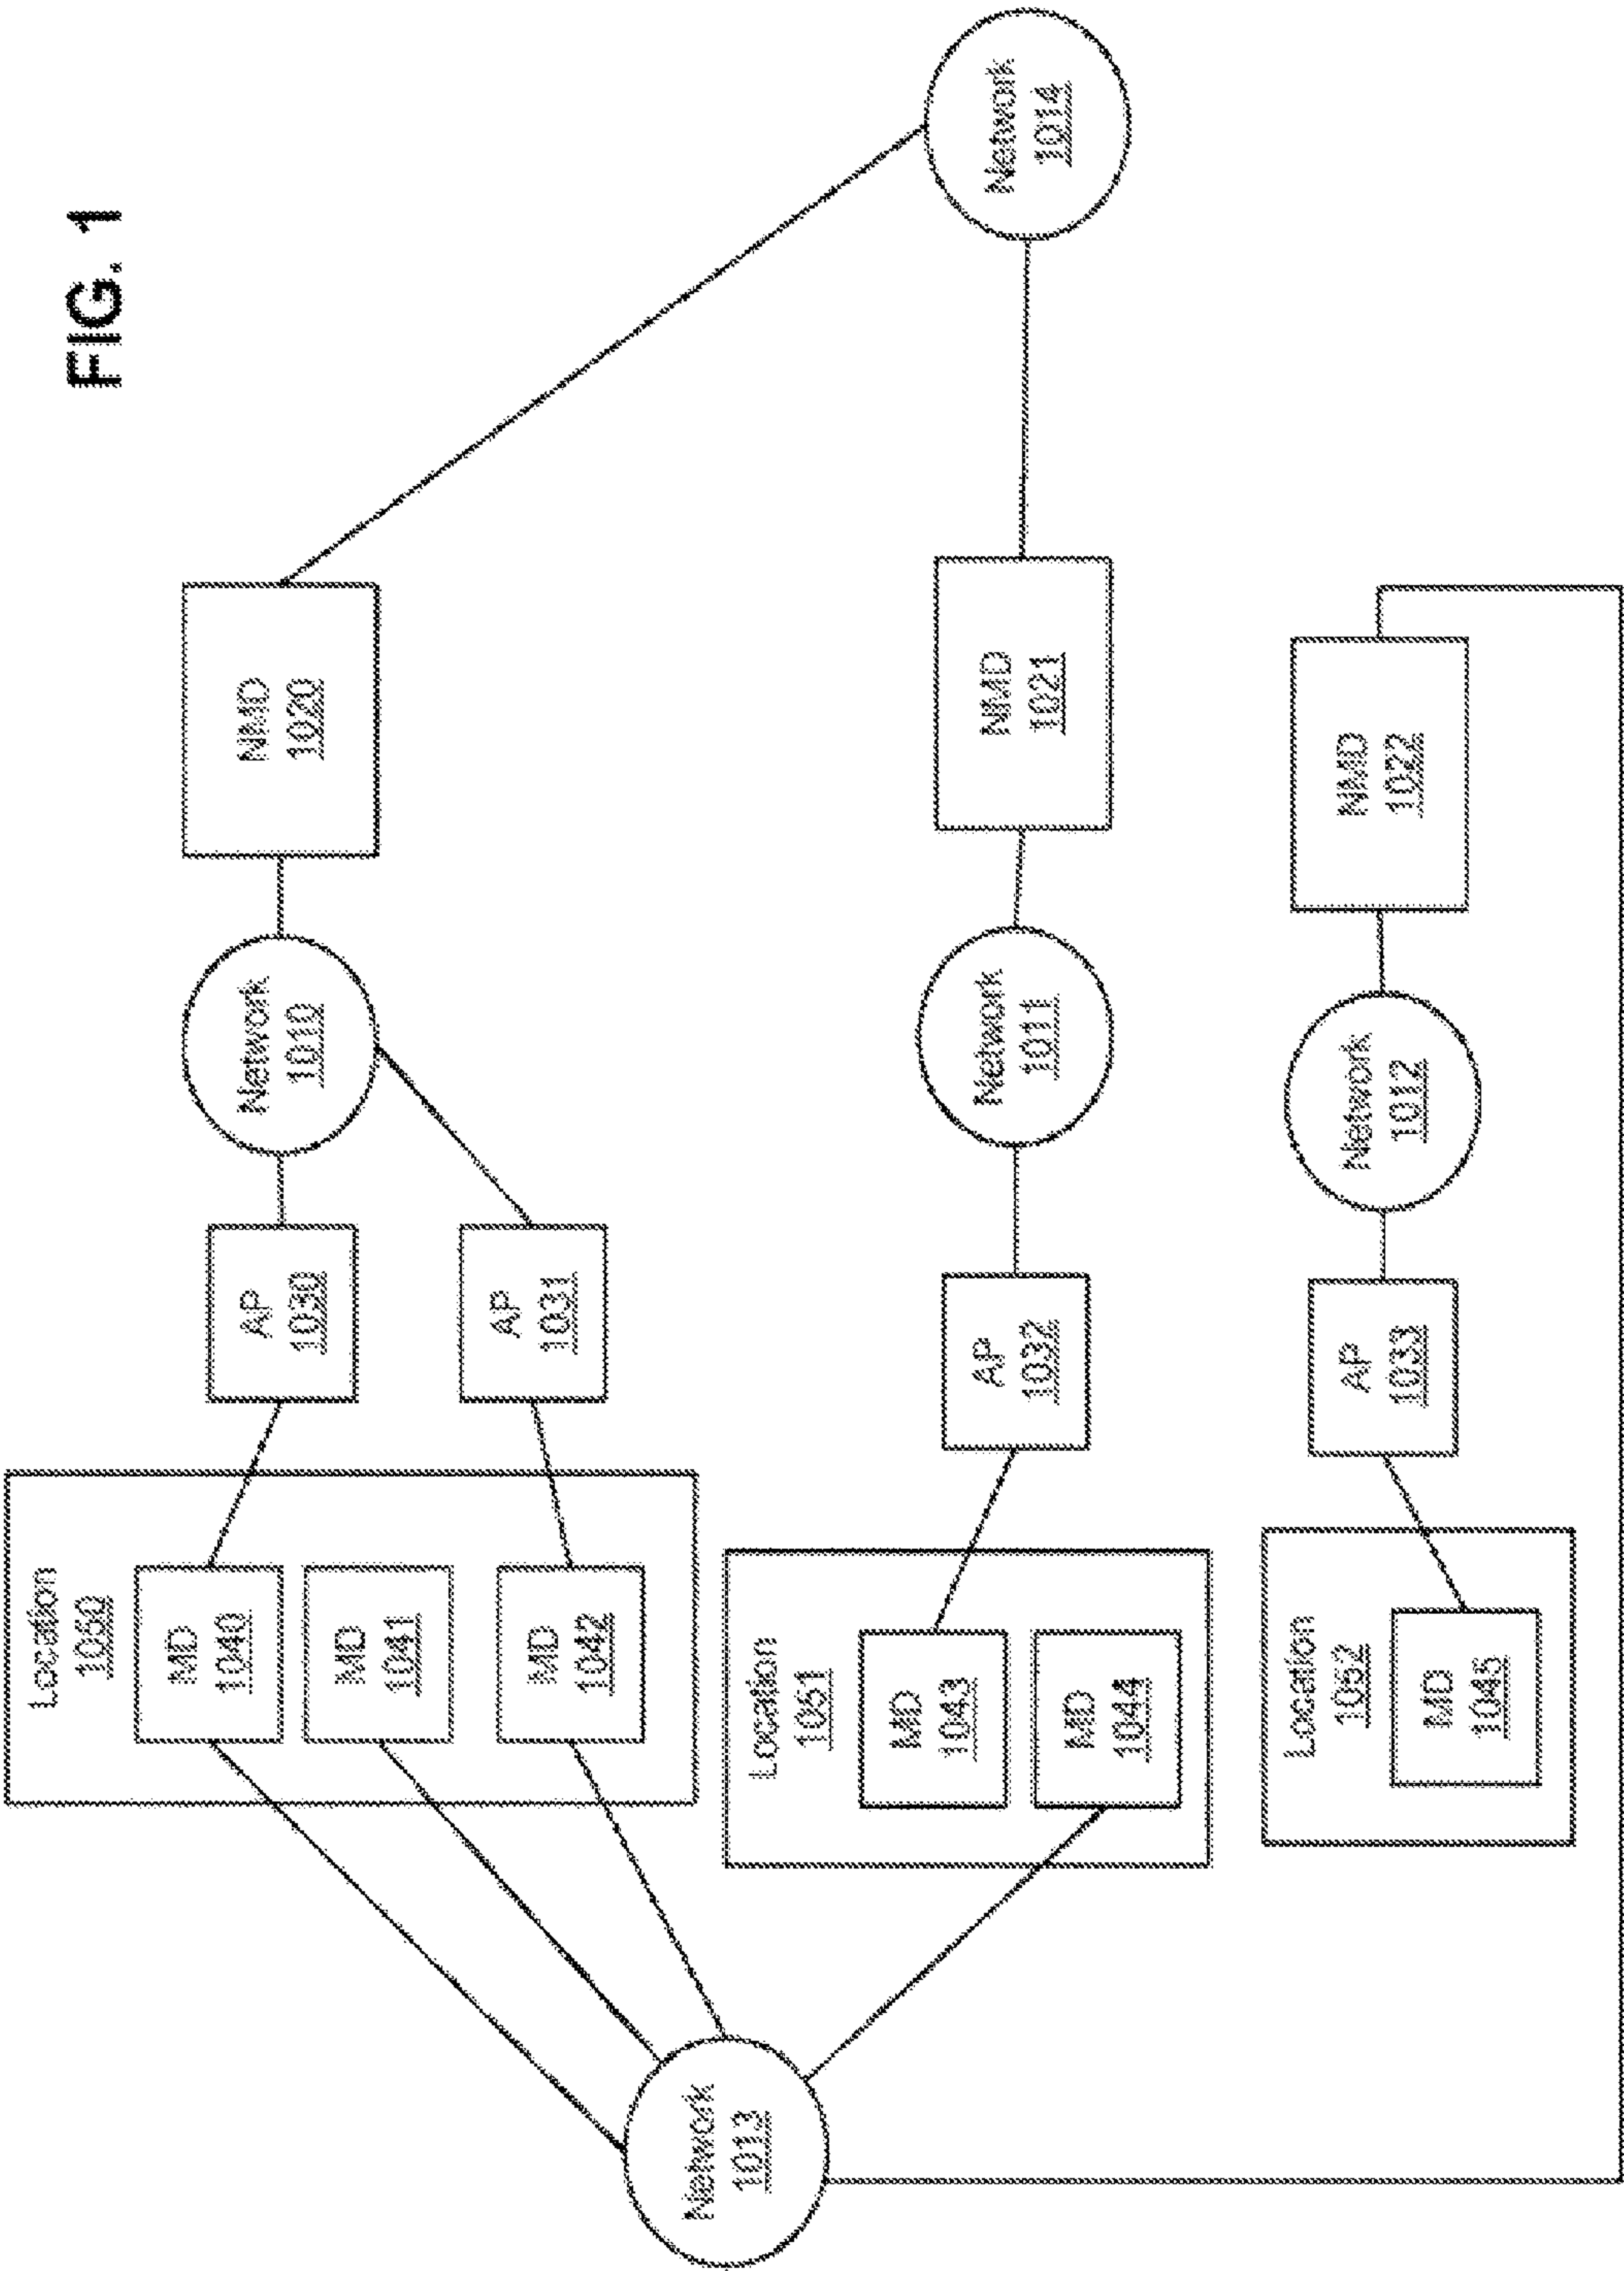 FIG. 1
Location
1050
MD
1040
AP
1030
Network
1010
NMD
1020
MD
1041
MD
1042
AP
1031
Network
1013
Location
1051
MD
1043
AP
1032
Network
1011
NMD
1021
Network
1014
MD
1044
Location
1052
MD
1045
AP
1033
Network
1012
NMD
1022